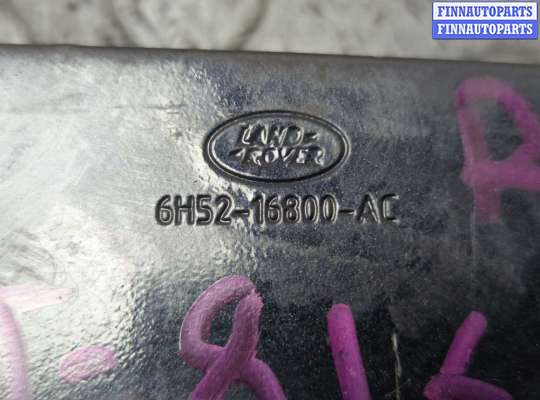 FINNAUTOPARTS
FINNAUTOPARTS
LAND-
-ROVER
6H52-16800-AC